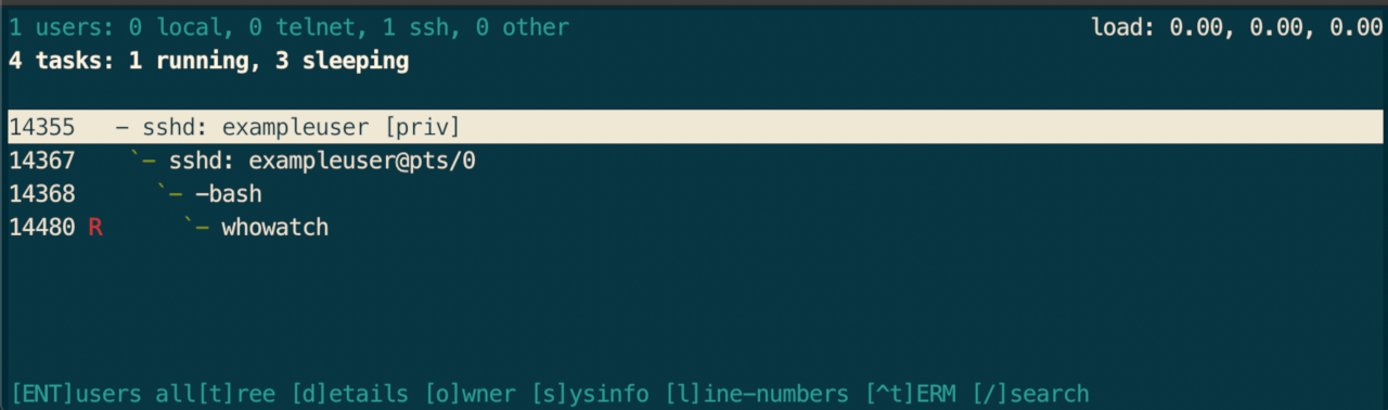 1 users: 0 local, 0 telnet, 1 ssh, 0 other load: 0.00, 0.00, 0.00
4 tasks: 1 running, 3 sleeping
14355   - sshd: exampleuser [priv]
14367    `- sshd: exampleuser@pts/0
14368      `- -bash
14480 R      `- whowatch
[ENT]users all[t]ree [d]etails [o]wner [s]ysinfo [l]ine-numbers [^t]ERM [/]search